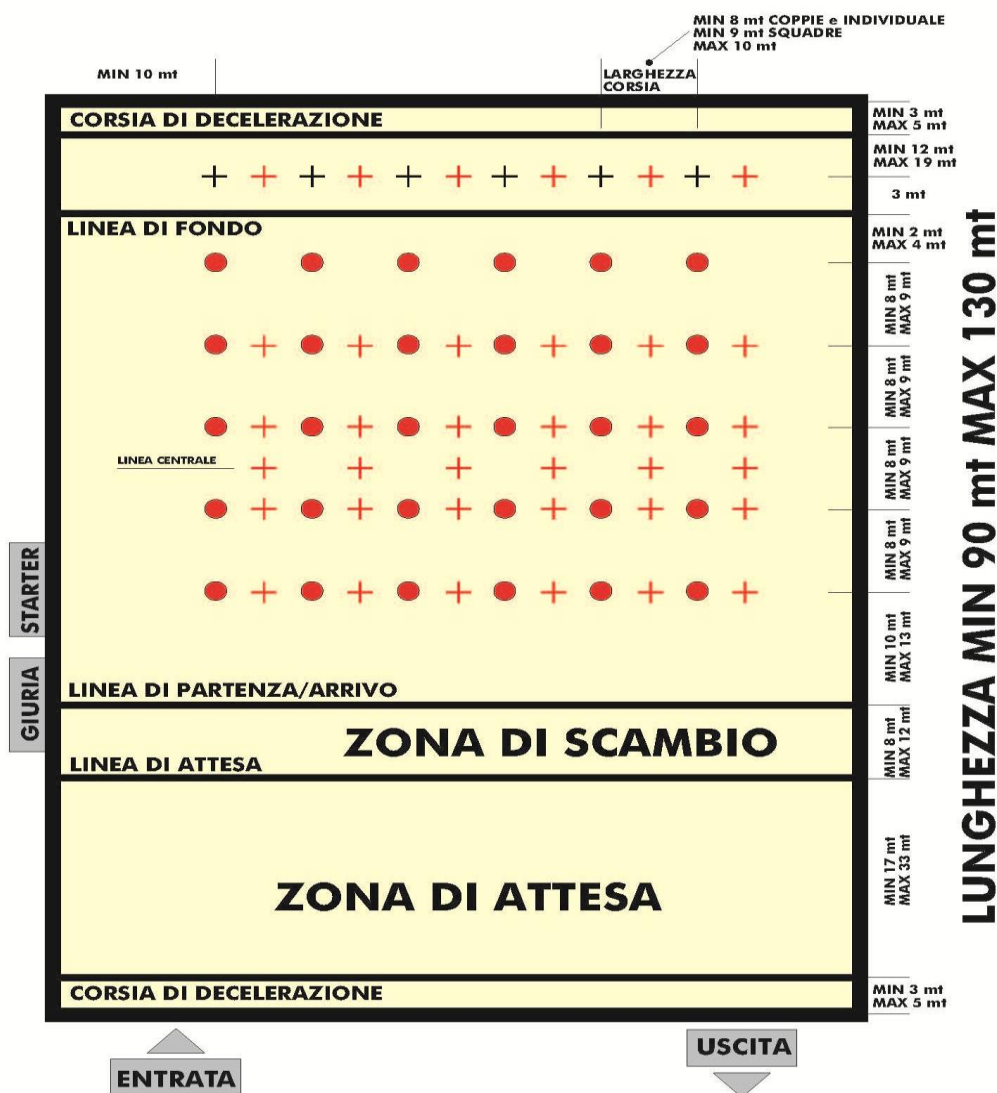 MIN 8 mt COPPIE e INDIVIDUALE
MIN 9 mt SQUADRE
MAX 10 mt
MIN 10 mt
LARGHEZZA
CORSIA
CORSIA DI DECELERAZIONE
MIN 3 mt
MAX 5 mt
MIN 12 mt
MAX 19 mt
3 mt
LINEA DI FONDO
MIN 2 mt
MAX 4 mt
MIN 8 mt
MAX 9 mt
MIN 8 mt
MAX 9 mt
LINEA CENTRALE
MIN 8 mt
MAX 9 mt
MIN 8 mt
MAX 9 mt
STARTER
GIURIA
MIN 10 mt
MAX 13 mt
LINEA DI PARTENZA/ARRIVO
ZONA DI SCAMBIO
MIN 8 mt
MAX 12 mt
LINEA DI ATTESA
ZONA DI ATTESA
MIN 17 mt
MAX 33 mt
CORSIA DI DECELERAZIONE
MIN 3 mt
MAX 5 mt
LUNGHEZZA MIN 90 mt MAX 130 mt
ENTRATA
USCITA